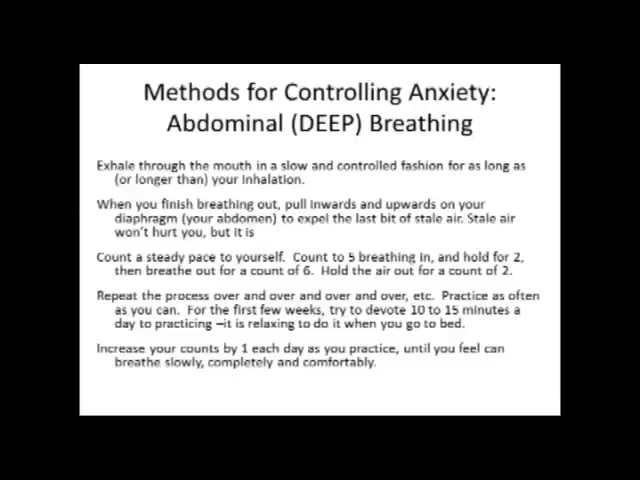 Methods for Controlling Anxiety:
Abdominal (DEEP) Breathing
Exhale through the mouth in a slow and controlled fashion for as long as
(or longer than) your inhalation.
When you finish breathing out, pull inwards and upwards on your
diaphragm (your abdomen) to expel the last bit of stale air. Stale air
won't hurt you, but it is
Count a steady pace to yourself. Count to 5 breathing in, and hold for 2,
then breathe out for a count of 6. Hold the air out for a count of 2.
Repeat the process over and over and over and over, etc. Practice as often
as you can. For the first few weeks, try to devote 10 to 15 minutes a
day to practicing –it is relaxing to do it when you go to bed.
Increase your counts by 1 each day as you practice, until you feel can
breathe slowly, completely and comfortably.